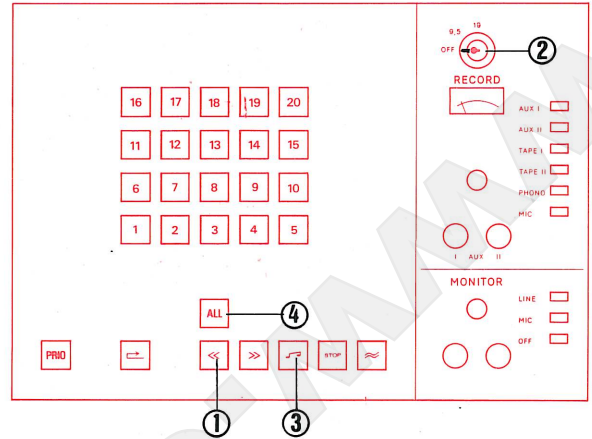 9,5 19
OFF
②
RECORD
16 17 18 19 20
AUX I
AUX II
11 12 13 14 15
TAPE I
TAPE II
6 7 8 9 10
PHONO
MIC
1 2 3 4 5
I AUX II
MONITOR
ALL
④
LINE
MIC
OFF
PRIO
≪ ≫
STOP
≈
① ③